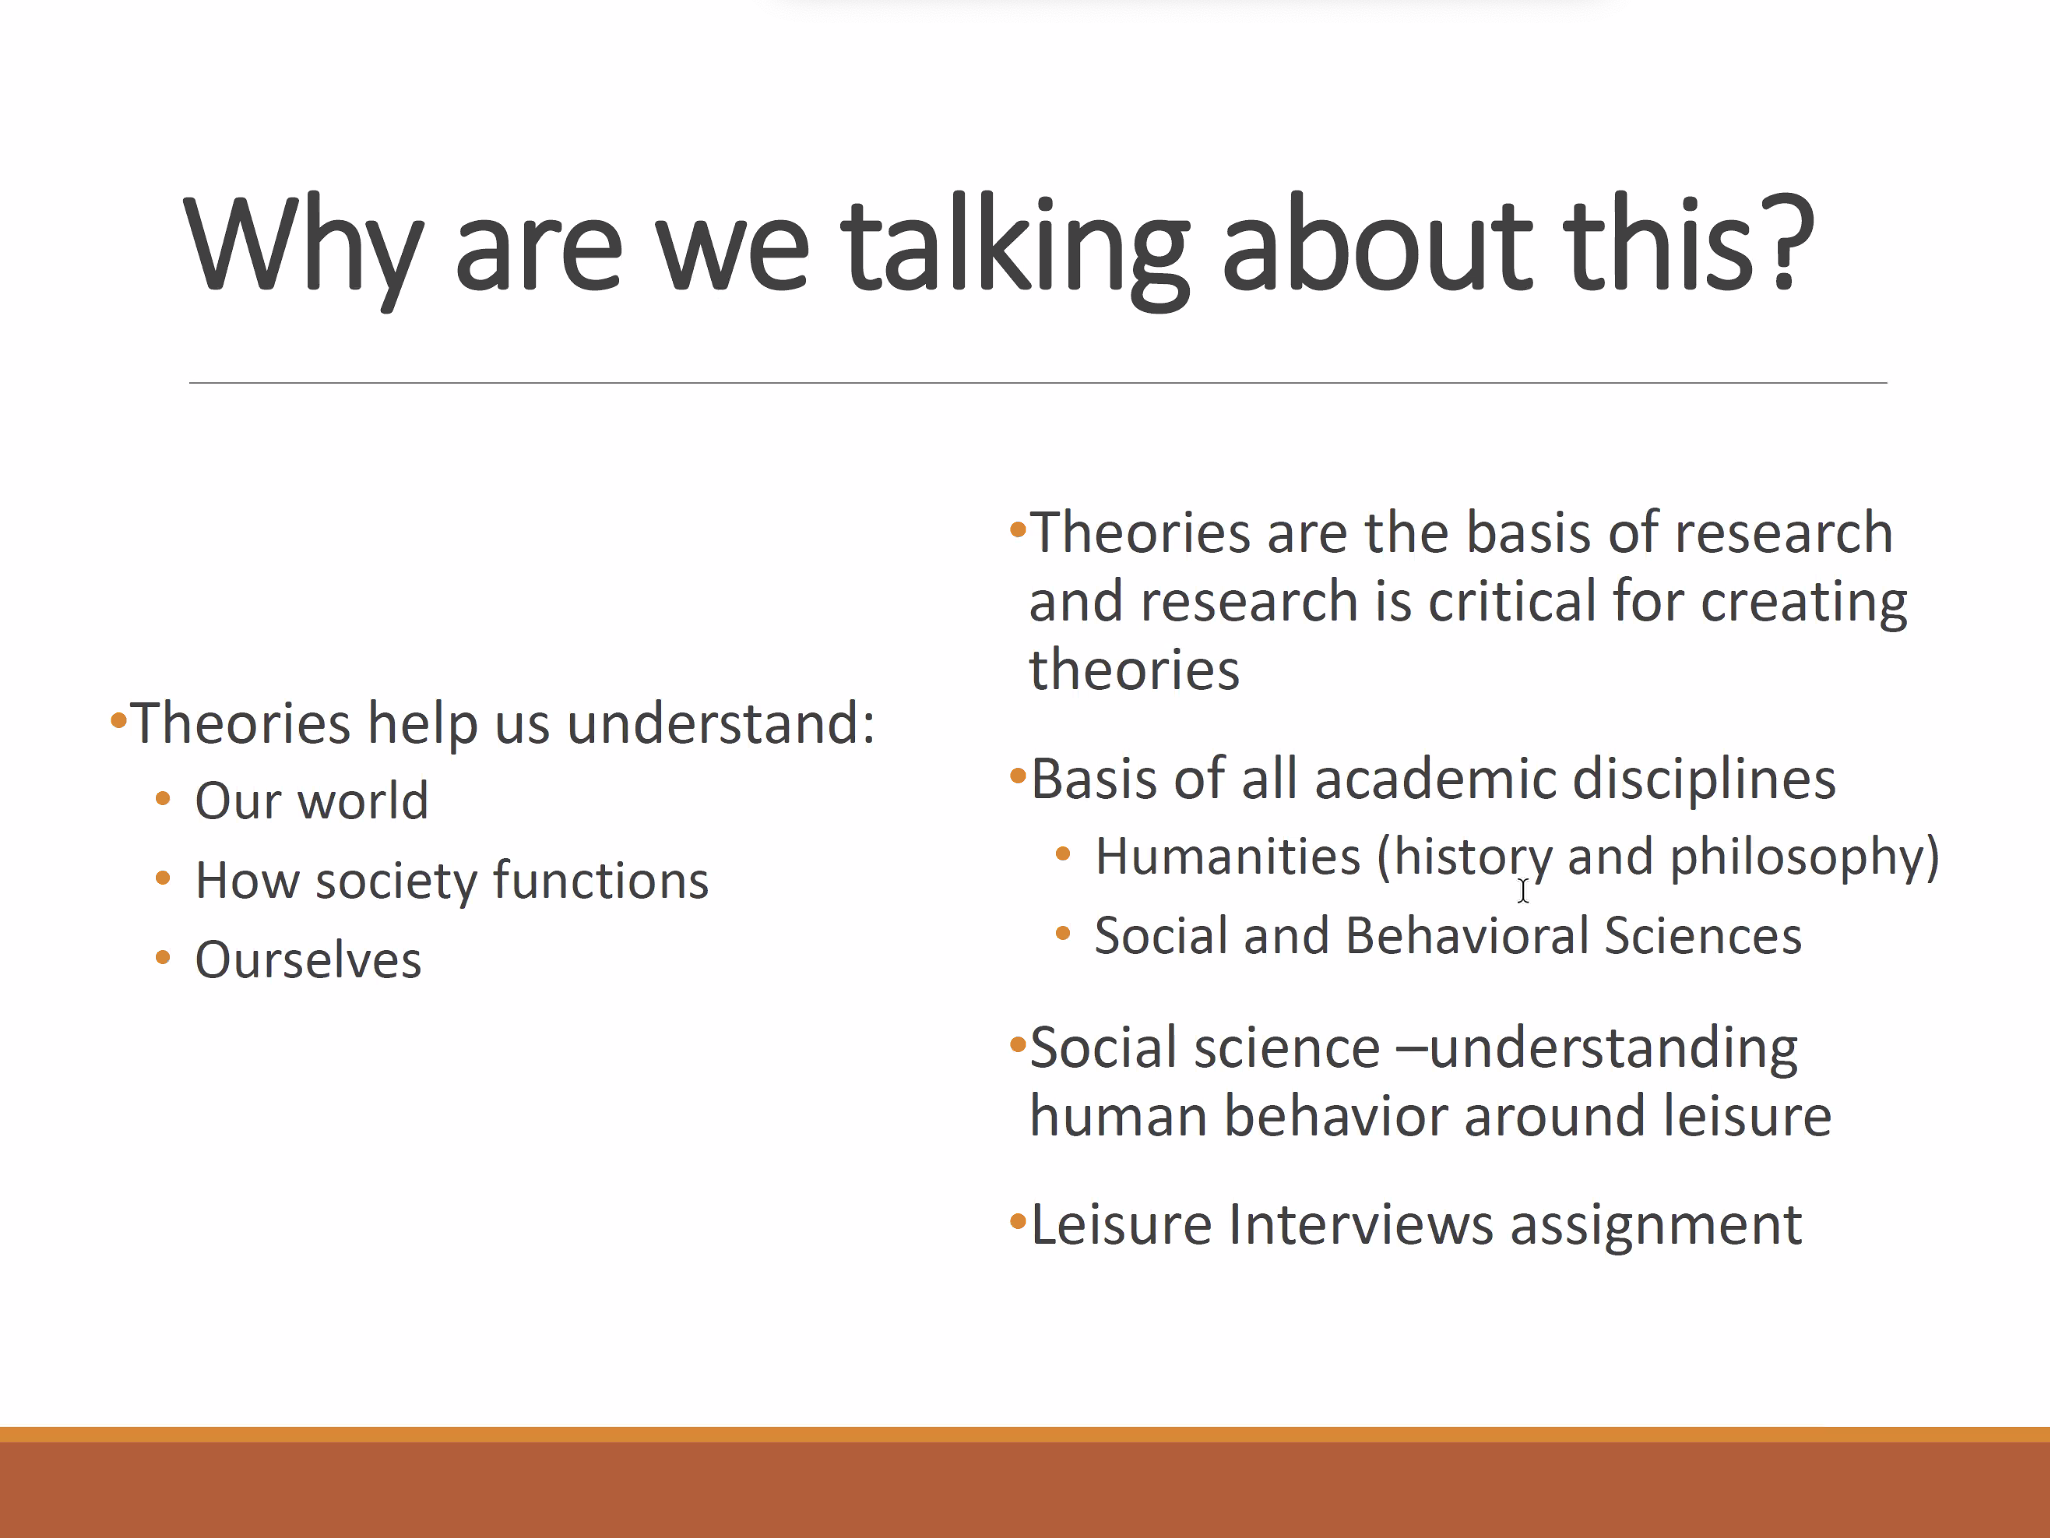 Why are we talking about this?
•Theories help us understand:
• Our world
• How society functions
• Ourselves
•Theories are the basis of research
and research is critical for creating
theories
•Basis of all academic disciplines
• Humanities (history and philosophy)
• Social and Behavioral Sciences
•Social science –understanding
human behavior around leisure
•Leisure Interviews assignment